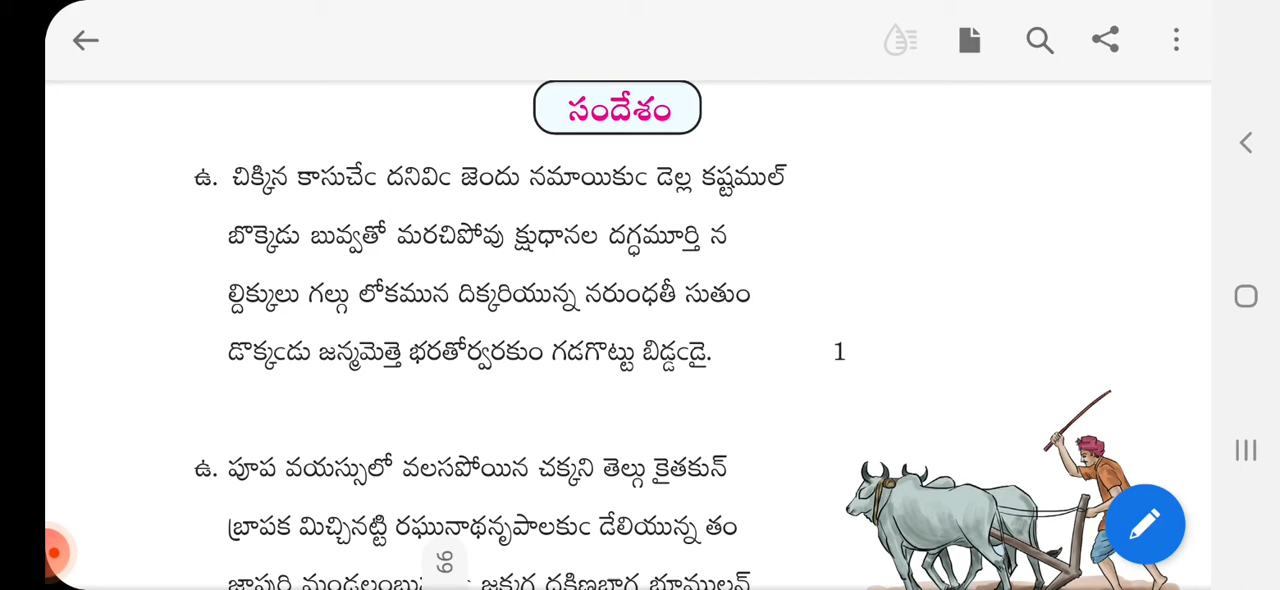 సందేశం
ఉ. చిక్కిన కాసుచేఁ దనివిఁ జెందు నమాయికుఁ డెల్ల కష్టముల్
బొక్కెడు బువ్వతో మరచిపోవు క్షుధానల దగ్ధమూర్తి న
ల్దిక్కులు గల్గు లోకమున దిక్కరియున్న నరుంధతీ సుతుం
డొక్కఁడు జన్మమెత్తె భరతోర్వరకుం గడగొట్టు బిడ్డఁడై. 1
ఉ. పూప వయస్సులో వలసపోయిన చక్కని తెల్గు కైతకున్
బ్రాపక మిచ్చినట్టి రఘునాథనృపాలకుఁ డేలియున్న తం
66